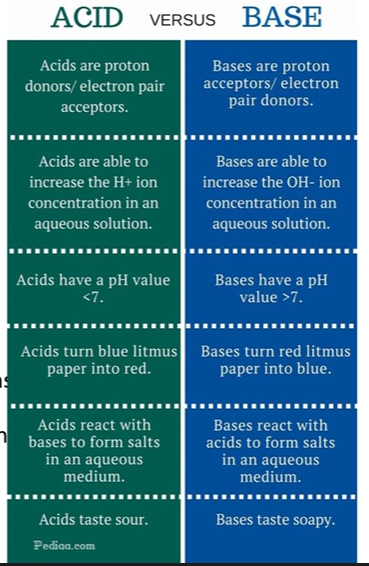 ACID VERSUS BASE
Acids are proton
donors/ electron pair
acceptors.
Bases are proton
acceptors/ electron
pair donors.
Acids are able to
increase the H+ ion
concentration in an
aqueous solution.
Bases are able to
increase the OH- ion
concentration in an
aqueous solution.
Acids have a pH value
<7.
Bases have a pH
value >7.
Acids turn blue litmus
paper into red.
Bases turn red litmus
paper into blue.
Acids react with
bases to form salts
in an aqueous
medium.
Bases react with
acids to form salts
in an aqueous
medium.
Acids taste sour.
Bases taste soapy.
Pediaa.com